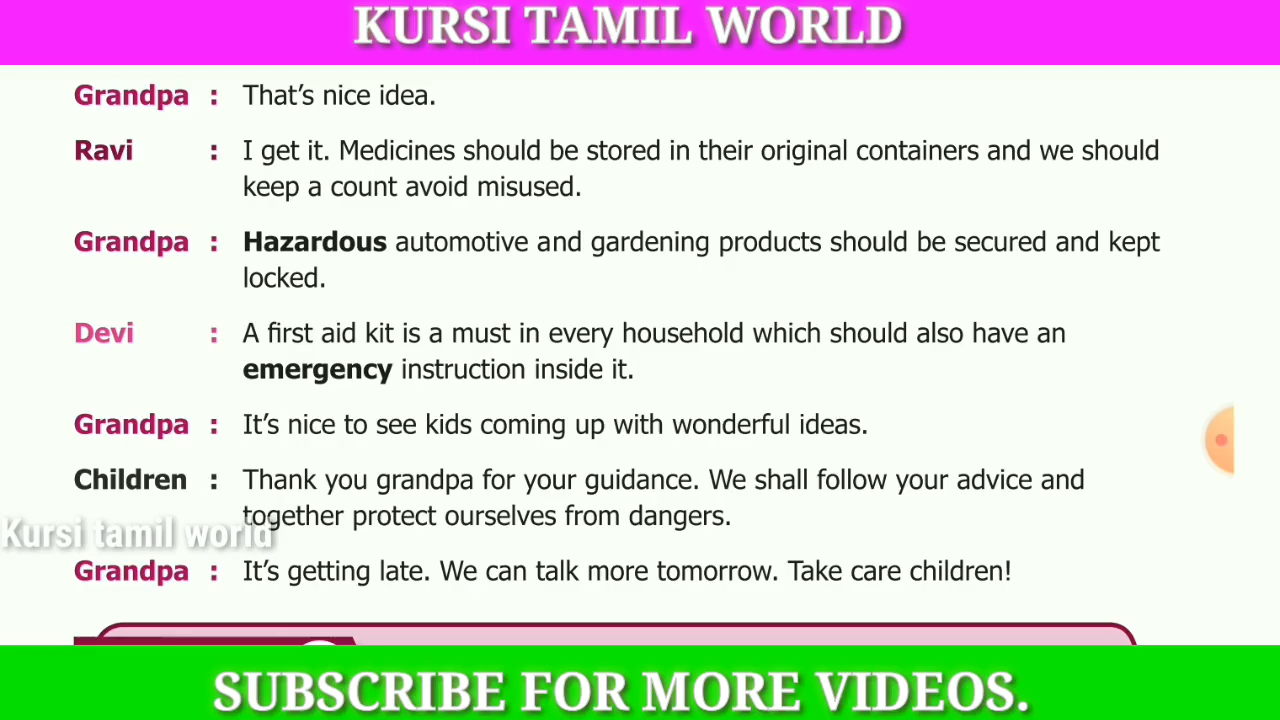 KURSI TAMIL WORLD
Grandpa : That's nice idea.
Ravi : I get it. Medicines should be stored in their original containers and we should
keep a count avoid misused.
Grandpa : Hazardous automotive and gardening products should be secured and kept
locked.
Devi : A first aid kit is a must in every household which should also have an
emergency instruction inside it.
Grandpa : It's nice to see kids coming up with wonderful ideas.
Children : Thank you grandpa for your guidance. We shall follow your advice and
together protect ourselves from dangers.
Kursi tamil world
Grandpa : It's getting late. We can talk more tomorrow. Take care children!
SUBSCRIBE FOR MORE VIDEOS.